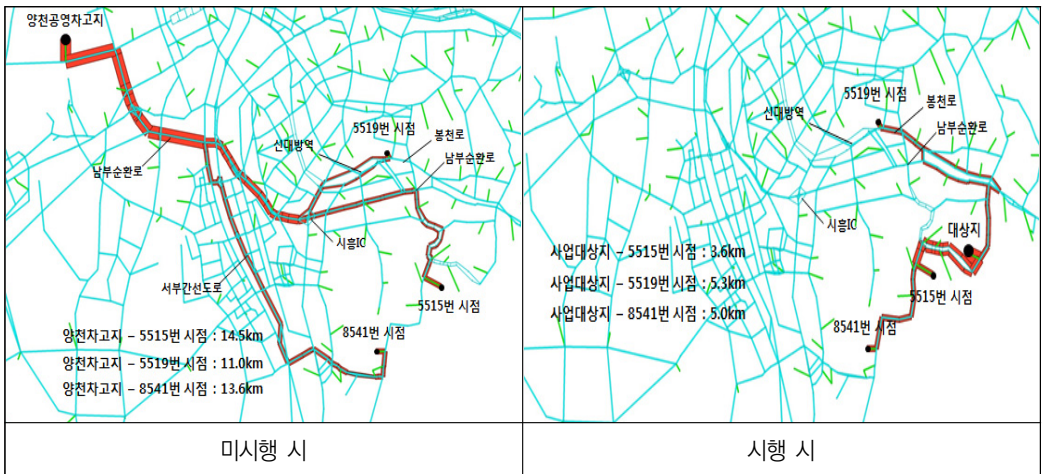 양천공영차고지
5519번 시점
봉천로
신대방역
남부순환로
남부순환로
시흥IC
서부간선도로
5515번 시점
8541번 시점
양천차고지 – 5515번 시점 : 14.5km
양천차고지 – 5519번 시점 : 11.0km
양천차고지 – 8541번 시점 : 13.6km
미시행 시
5519번 시점
봉천로
신대방역
남부순환로
시흥IC
대상지
사업대상지 – 5515번 시점 : 3.6km
사업대상지 – 5519번 시점 : 5.3km
사업대상지 – 8541번 시점 : 5.0km
5515번 시점
8541번 시점
시행 시